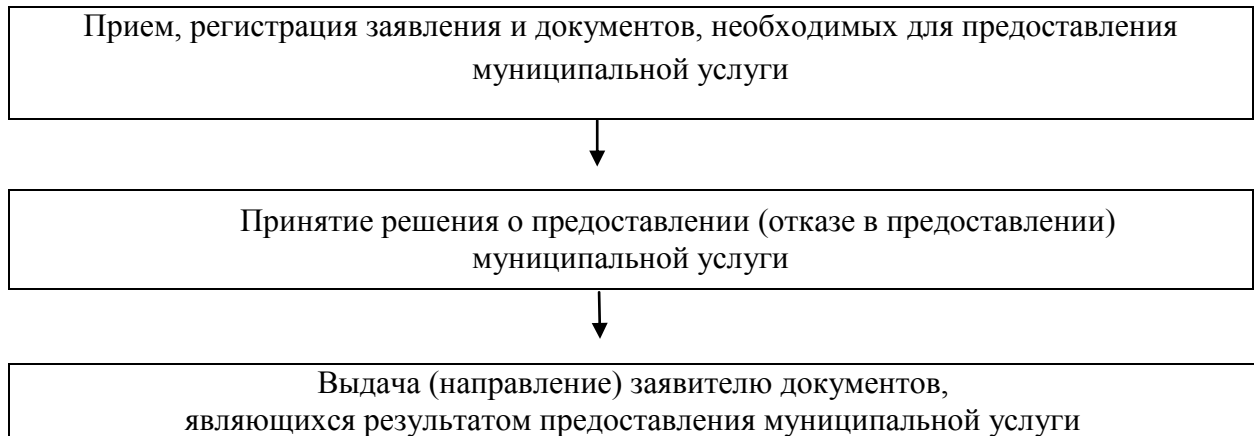 Прием, регистрация заявления и документов, необходимых для предоставления
муниципальной услуги
Принятие решения о предоставлении (отказе в предоставлении)
муниципальной услуги
Выдача (направление) заявителю документов,
являющихся результатом предоставления муниципальной услуги